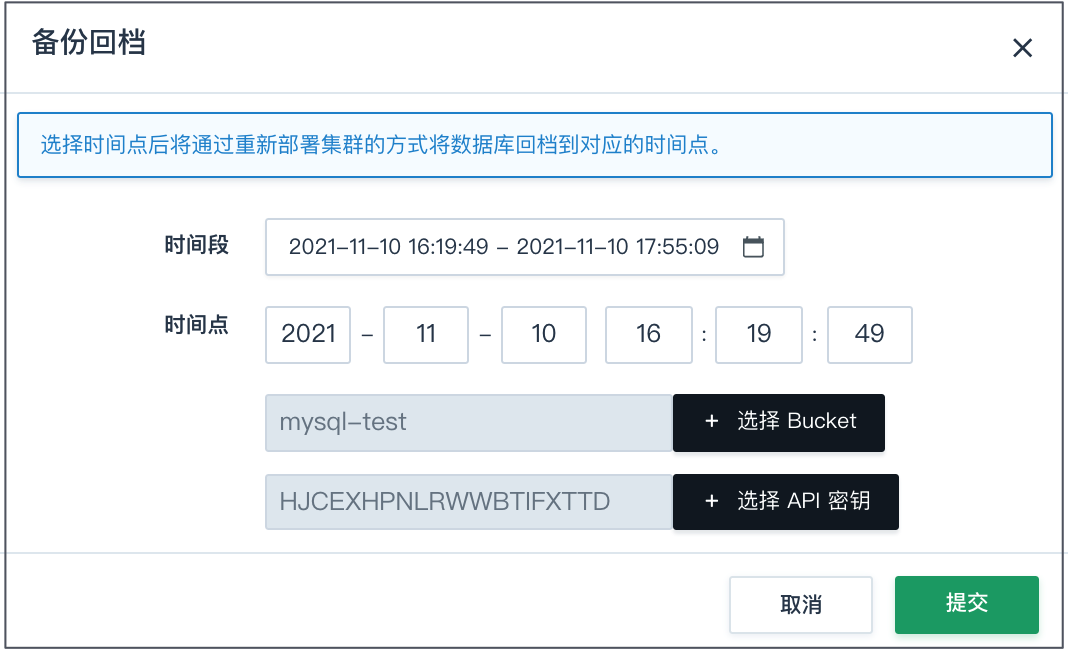 备份回档
选择时间点后将通过重新部署集群的方式将数据库回档到对应的时间点。
时间段 2021-11-10 16:19:49 - 2021-11-10 17:55:09
时间点 2021 - 11 - 10 16 : 19 : 49
mysql-test + 选择 Bucket
HJCEXHPNLRWWBTIFXTTD + 选择 API 密钥
取消 提交